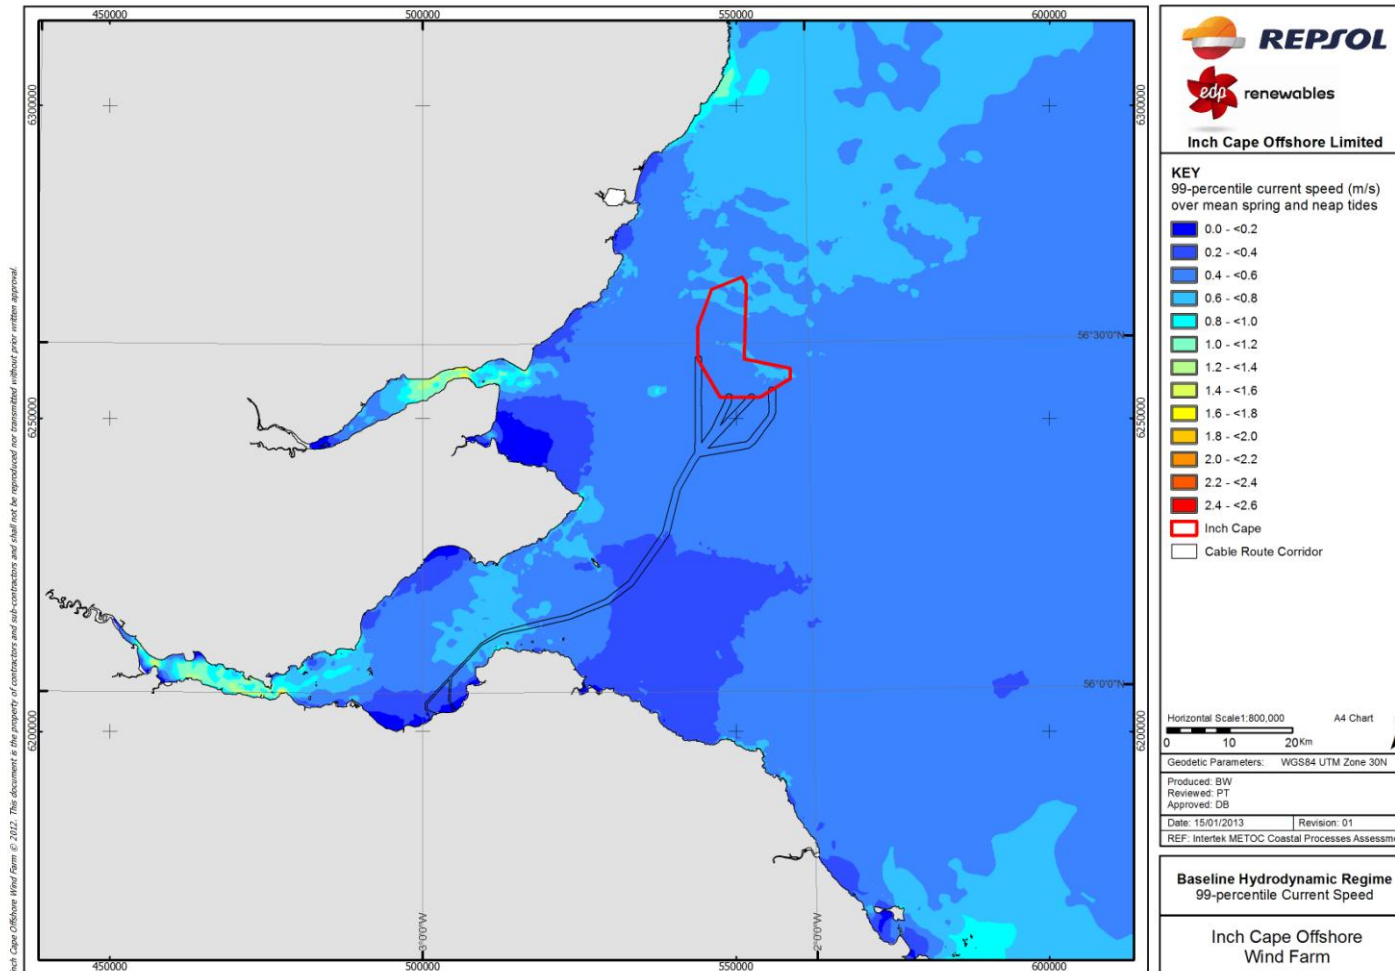 450000
500000
550000
600000
6300000
6250000
6200000
6300000
6250000
6200000
56°30'0"N
56°0'0"N
3°0'0"W
2°0'0"W
450000
500000
550000
600000
Inch Cape Offshore Wind Farm © 2012. This document is the property of contractors and sub-contractors and shall not be reproduced nor transmitted without prior written approval.
REPSOL
edp renewables
Inch Cape Offshore Limited
KEY
99-percentile current speed (m/s)
over mean spring and neap tides
0.0 - <0.2
0.2 - <0.4
0.4 - <0.6
0.6 - <0.8
0.8 - <1.0
1.0 - <1.2
1.2 - <1.4
1.4 - <1.6
1.6 - <1.8
1.8 - <2.0
2.0 - <2.2
2.2 - <2.4
2.4 - <2.6
Inch Cape
Cable Route Corridor
Horizontal Scale1:800,000 A4 Chart
0 10 20Km
Geodetic Parameters: WGS84 UTM Zone 30N
Produced: BW
Reviewed: PT
Approved: DB
Date: 15/01/2013 Revision: 01
REF: Intertek METOC Coastal Processes Assessm
Baseline Hydrodynamic Regime
99-percentile Current Speed
Inch Cape Offshore
Wind Farm